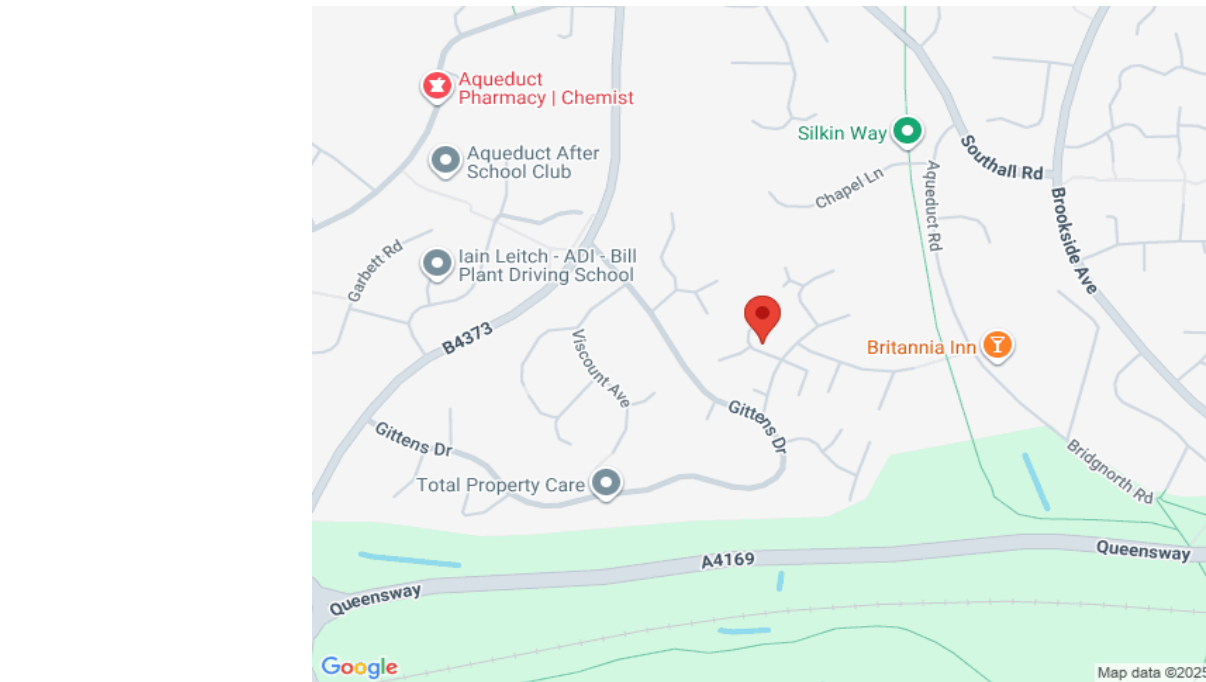 Aqueduct
Pharmacy | Chemist
Silkin Way
Southall Rd
Aqueduct After
School Club
Chapel Ln
Aqueduct Rd
Brookside Ave
Garbett Rd
Iain Leitch - ADI - Bill
Plant Driving School
B4373
Viscount Ave
Britannia Inn
Gittens Dr
Gittens Dr
Bridgnorth Rd
Total Property Care
A4169
Queensway
Queensway
Google
Map data ©2025